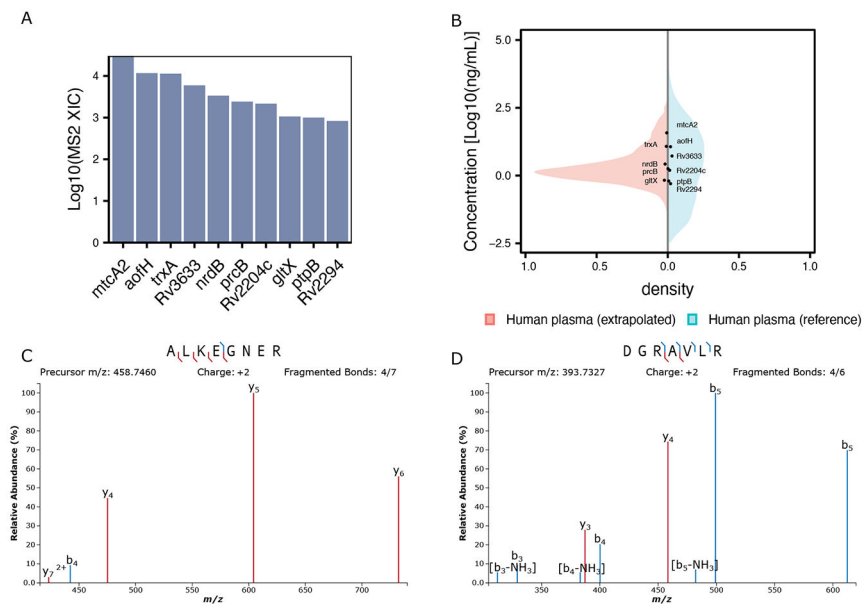 A
Log10(MS2 XIC)
4
3
2
1
0
mtcA2
aofH
trxA
Rv3633
nrdB
prcB
Rv2204c
gltX
ptpB
Rv2294
B
Concentration [Log10(ng/mL)]
5.0
2.5
0.0
−2.5
mtcA2
trxA
aofH
Rv3633
nrdB
prcB
Rv2204c
gltX
ptpB
Rv2294
1.0 0.5 0.0 0.5 1.0
density
Human plasma (extrapolated) Human plasma (reference)
C
A L K E G N E R
Precursor m/z: 458.7460 Charge: +2 Fragmented Bonds: 4/7
Relative Abundance (%)
100
90
80
70
60
50
40
30
20
10
0
y5
y6
y4
y7 2+
b4
450 500 550 600 650 700
m/z
D
D G R A V L R
Precursor m/z: 393.7327 Charge: +2 Fragmented Bonds: 4/6
Relative Abundance (%)
100
90
80
70
60
50
40
30
20
10
0
b5
y4
b5
y3
b4
b3
[b3-NH3]
[b4-NH3]
[b5-NH3]
350 400 450 500 550 600
m/z